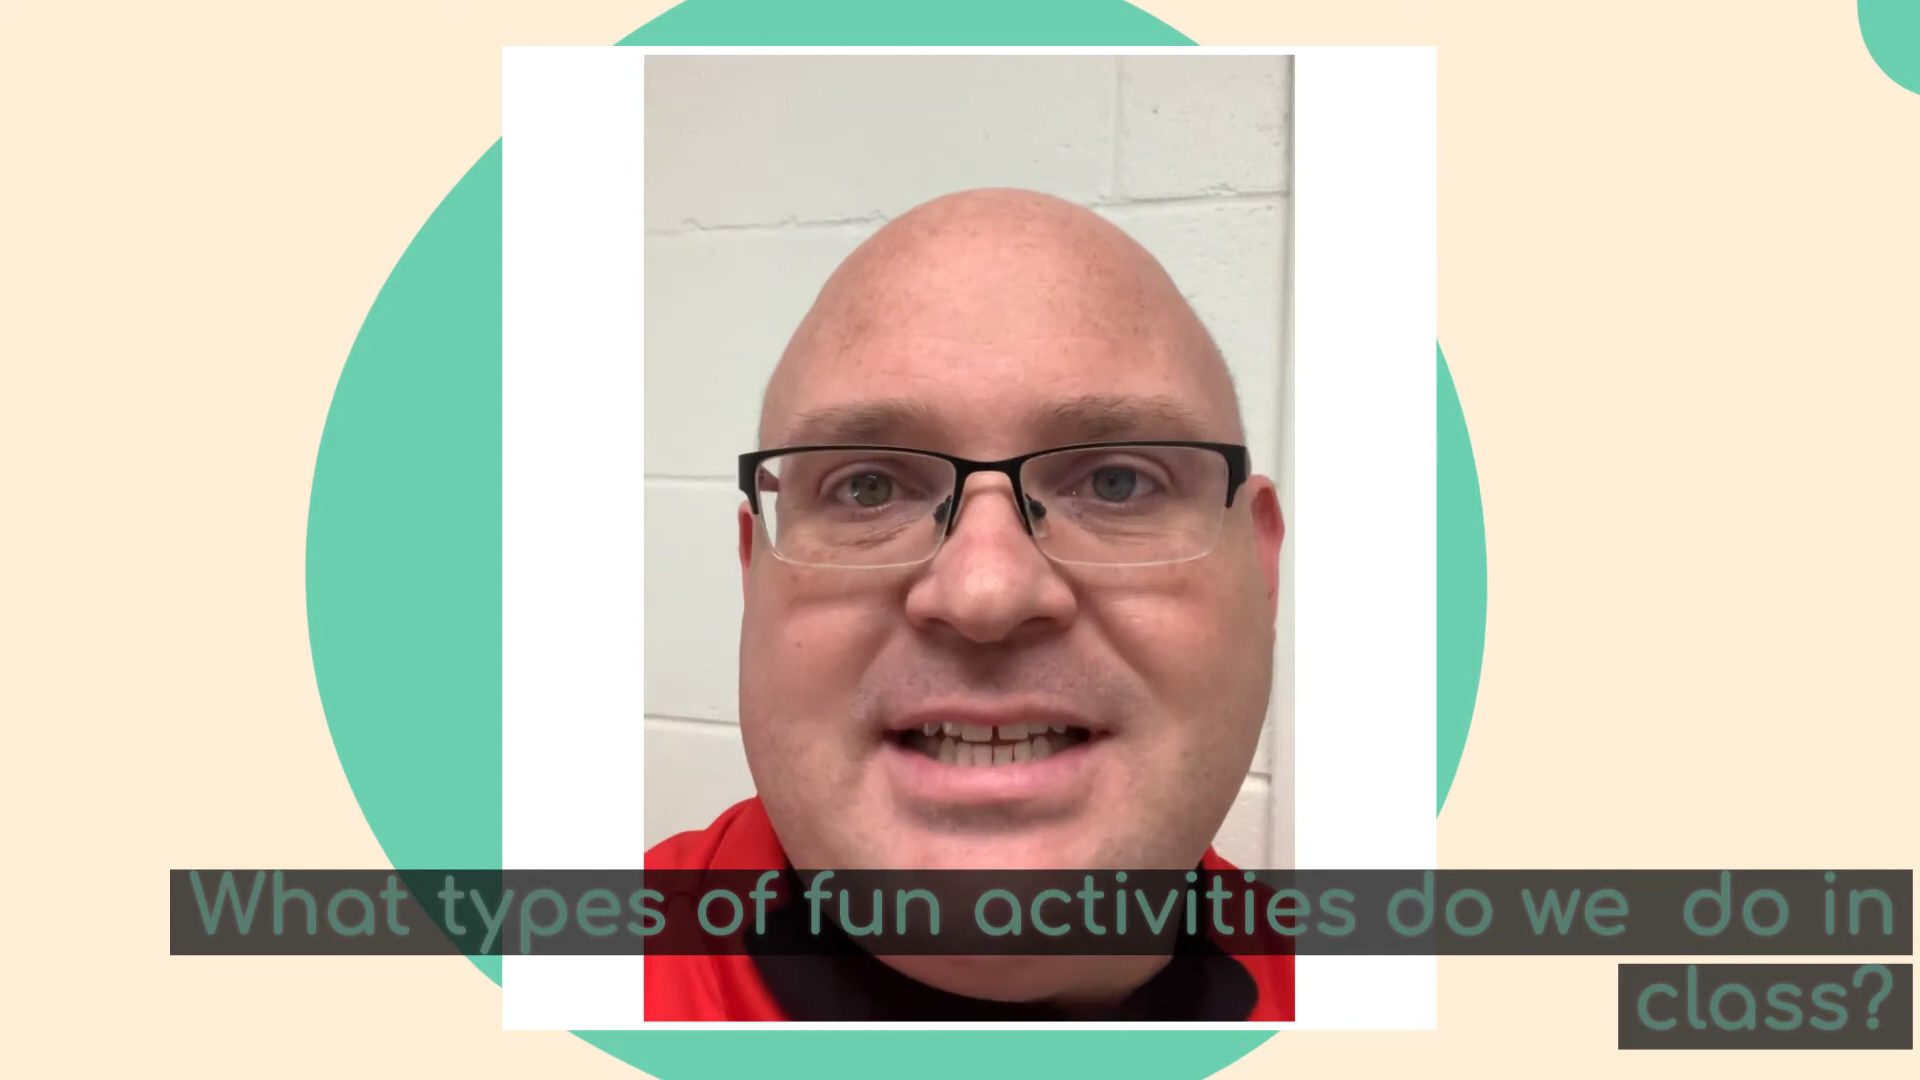 What types of fun activities do we  do in
class?